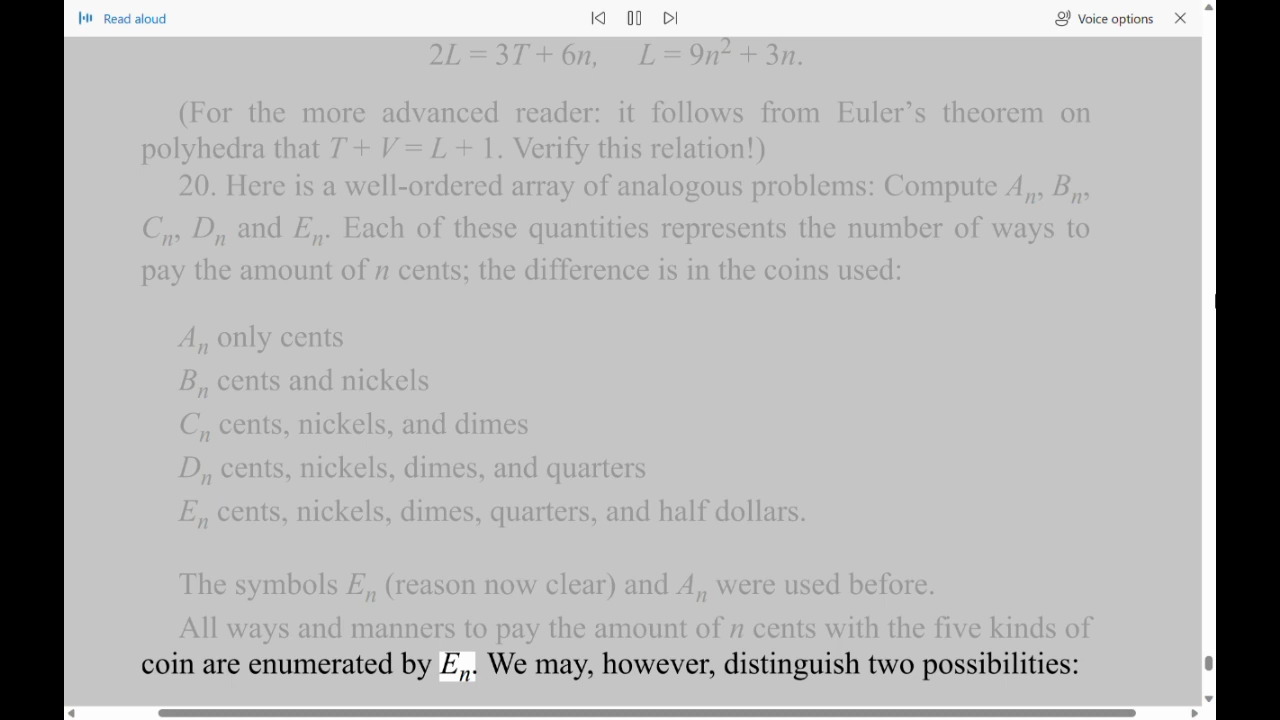 Read aloud
Voice options
2L = 3T + 6n, L = 9n² + 3n.
(For the more advanced reader: it follows from Euler’s theorem on
polyhedra that T + V = L + 1. Verify this relation!)
20. Here is a well-ordered array of analogous problems: Compute Aₙ, Bₙ,
Cₙ, Dₙ and Eₙ. Each of these quantities represents the number of ways to
pay the amount of n cents; the difference is in the coins used:
Aₙ only cents
Bₙ cents and nickels
Cₙ cents, nickels, and dimes
Dₙ cents, nickels, dimes, and quarters
Eₙ cents, nickels, dimes, quarters, and half dollars.
The symbols Eₙ (reason now clear) and Aₙ were used before.
All ways and manners to pay the amount of n cents with the five kinds of
coin are enumerated by Eₙ. We may, however, distinguish two possibilities: